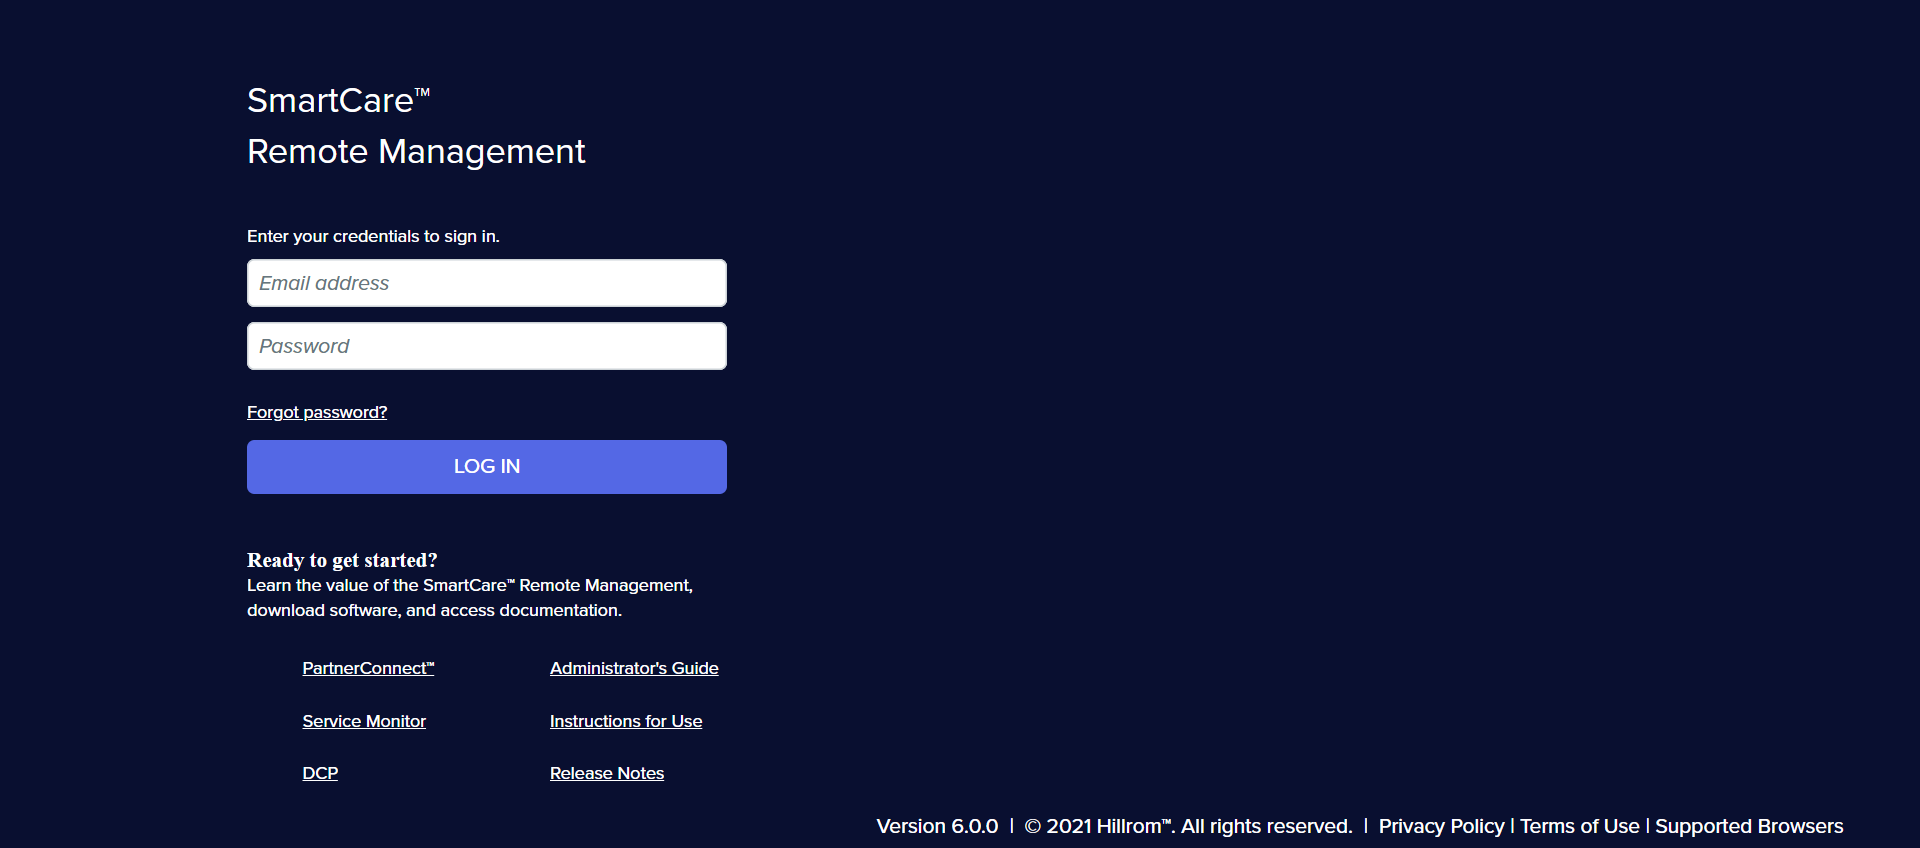 SmartCare™
Remote Management
Enter your credentials to sign in.
Email address
Password
Forgot password?
LOG IN
Ready to get started?
Learn the value of the SmartCare™ Remote Management,
download software, and access documentation.
PartnerConnect™ Administrator's Guide
Service Monitor Instructions for Use
DCP Release Notes
Version 6.0.0 | © 2021 Hillrom™. All rights reserved. | Privacy Policy | Terms of Use | Supported Browsers